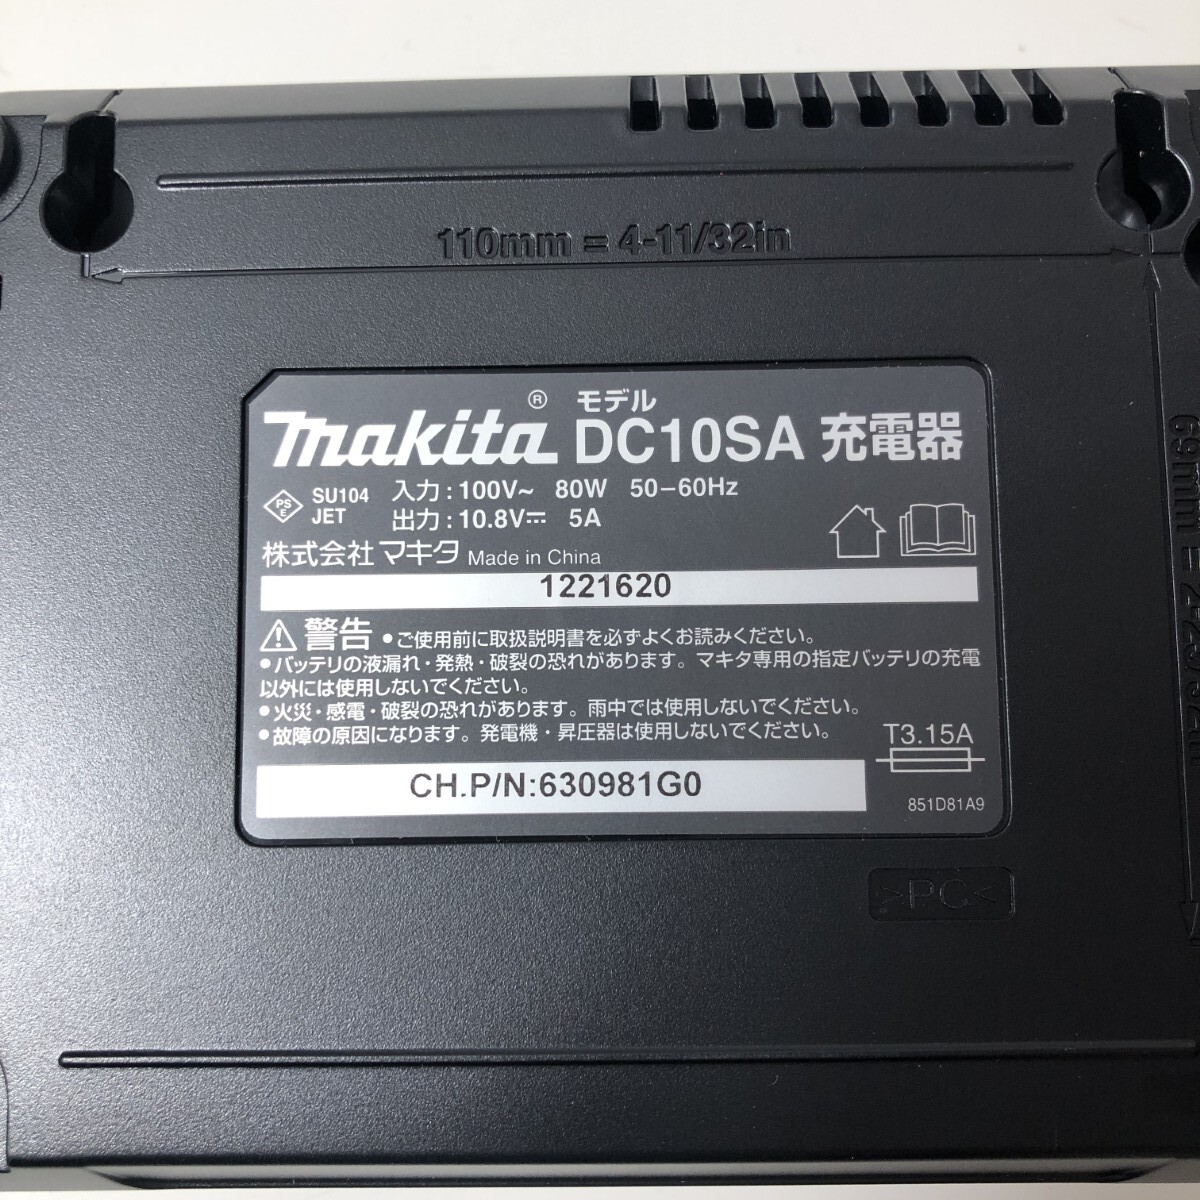 110mm = 4-11/32in
makita® モデル DC10SA 充電器
PS E SU104 JET
入力 : 100V~ 80W 50-60Hz
出力 : 10.8V⎓ 5A
株式会社 マキタ Made in China
1221620
⚠警告 •ご使用前に取扱説明書を必ずよくお読みください。
•バッテリの液漏れ・発熱・破裂の恐れがあります。マキタ専用の指定バッテリの充電
以外には使用しないでください。
•火災・感電・破裂の恐れがあります。雨中では使用しないでください。
•故障の原因になります。発電機・昇圧器は使用しないでください。
T3.15A
CH.P/N:630981G0
851D81A9
>PC<
69mm =